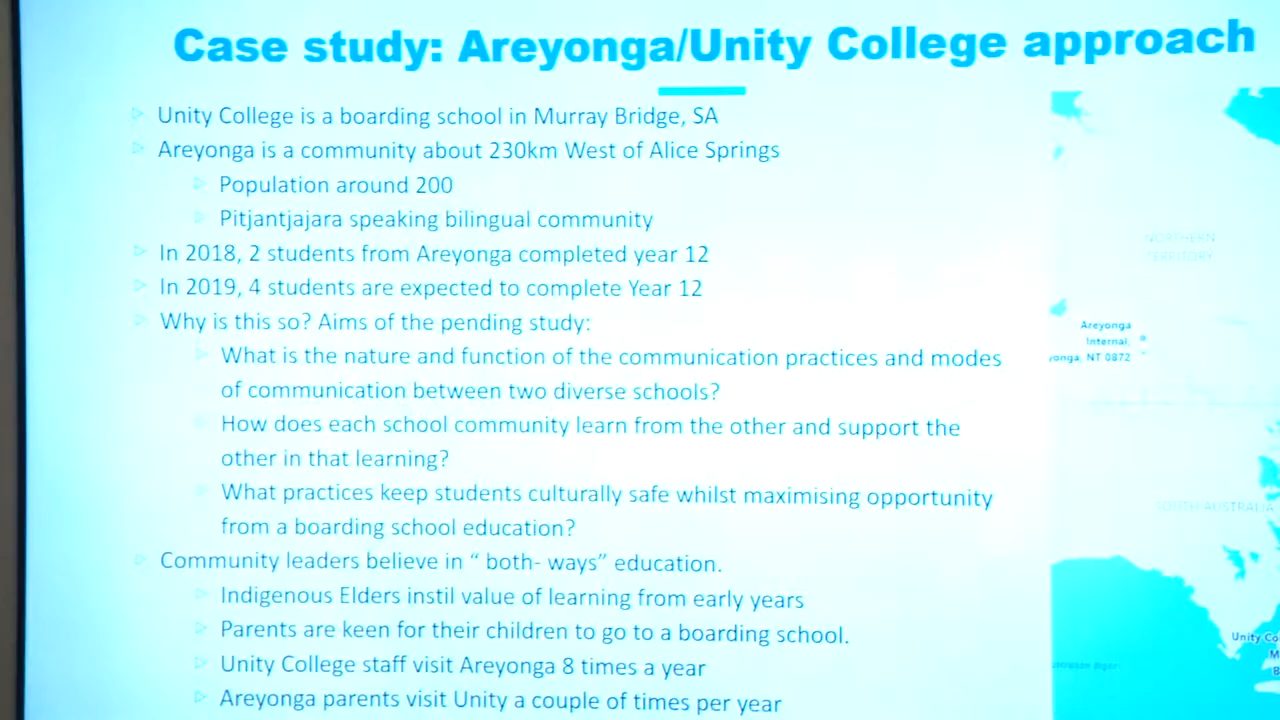 Case study: Areyonga/Unity College approach
Unity College is a boarding school in Murray Bridge, SA
Areyonga is a community about 230km West of Alice Springs
Population around 200
Pitjantjajara speaking bilingual community
In 2018, 2 students from Areyonga completed year 12
In 2019, 4 students are expected to complete Year 12
Why is this so? Aims of the pending study:
What is the nature and function of the communication practices and modes
of communication between two diverse schools?
How does each school community learn from the other and support the
other in that learning?
What practices keep students culturally safe whilst maximising opportunity
from a boarding school education?
Community leaders believe in “ both- ways” education.
Indigenous Elders instil value of learning from early years
Parents are keen for their children to go to a boarding school.
Unity College staff visit Areyonga 8 times a year
Areyonga parents visit Unity a couple of times per year
NORTHERN
TERRITORY
Areyonga
Internal,
yonga, NT 0872
SOUTH AUSTRALIA
Unity Co
M
B